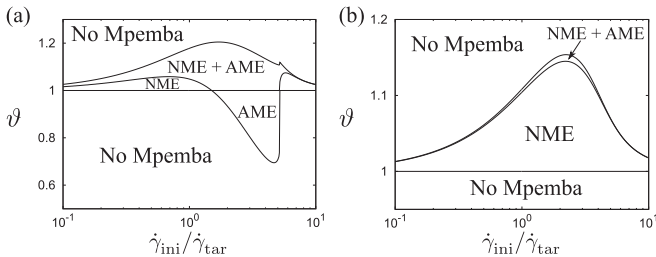 (a)
No Mpemba
NME + AME
NME
AME
No Mpemba
ϑ
1.2
1
0.8
0.6
10⁻¹
10⁰
10¹
γ̇ini/γ̇tar
(b)
No Mpemba
NME + AME
NME
No Mpemba
ϑ
1.2
1.1
1
10⁻¹
10⁰
10¹
γ̇ini/γ̇tar